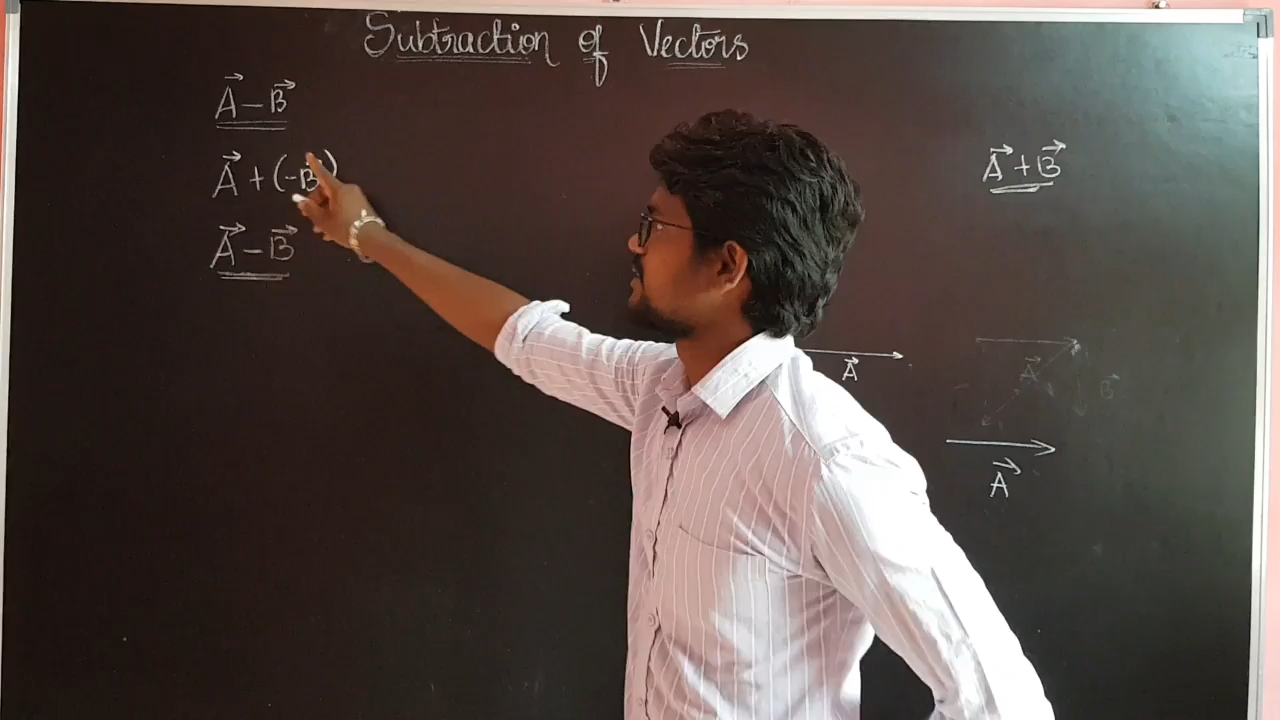 Subtraction of Vectors
A⃗ – B⃗
A⃗ + (-B⃗)
A⃗ – B⃗
A⃗ + B⃗
A⃗
A⃗
B⃗
A⃗